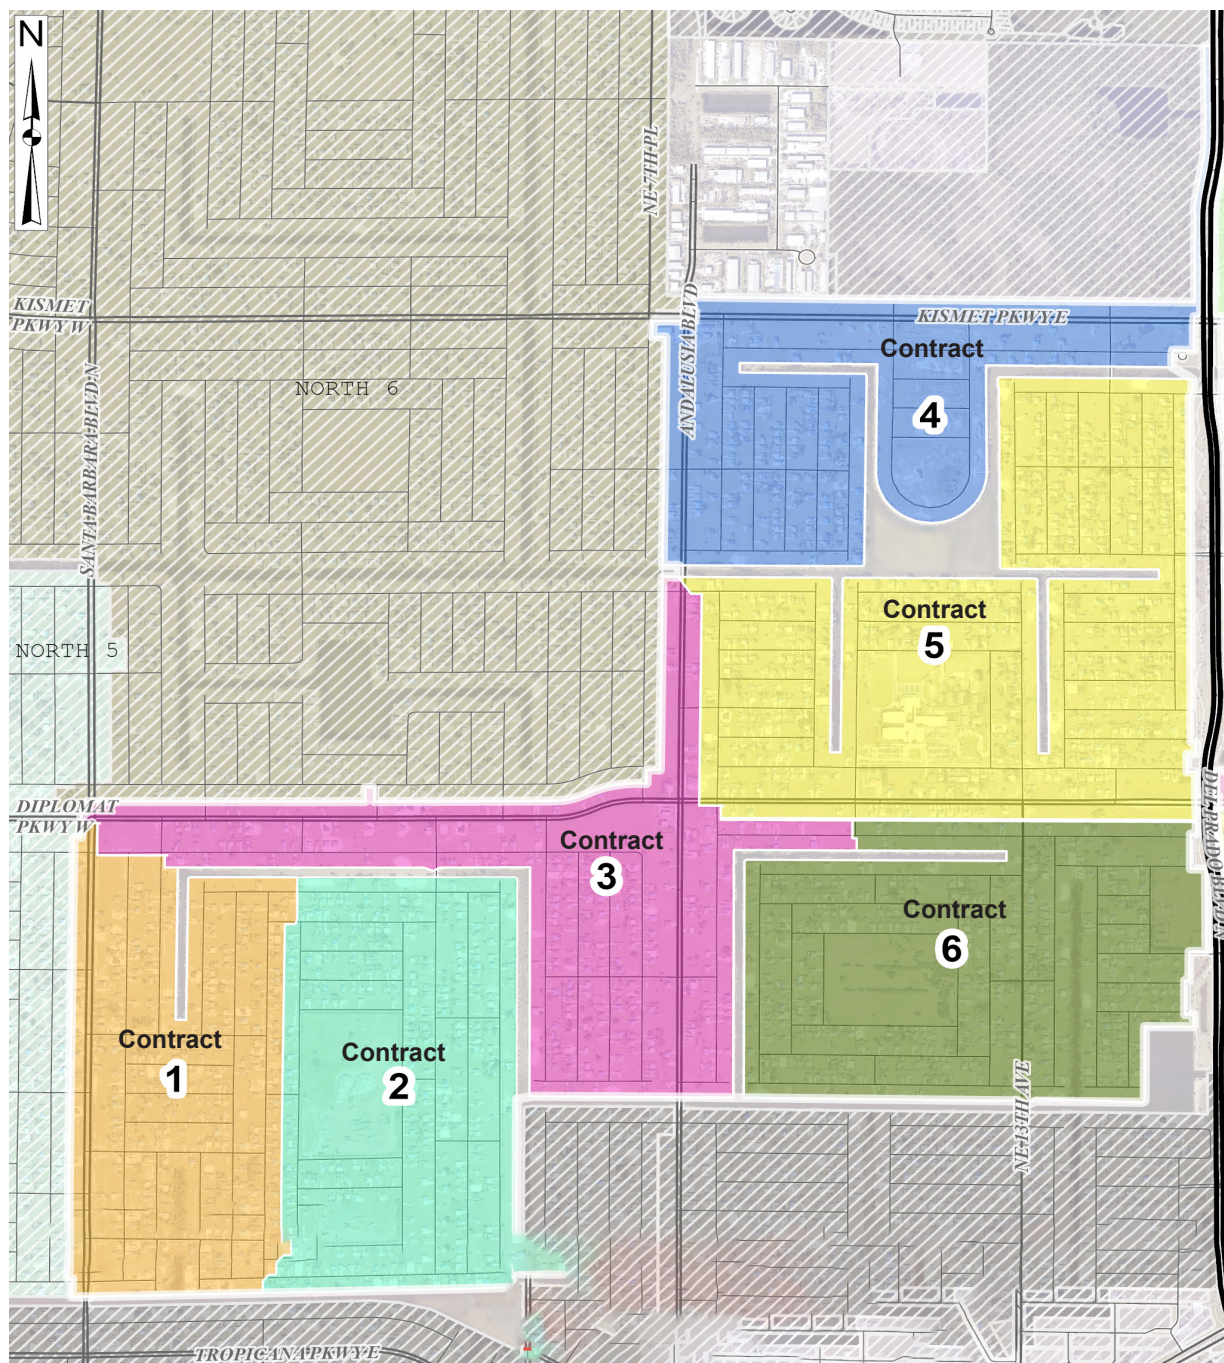 N
NE 7TH PL
KISMET
PKWY W
ANDALUSIA BLVD
KISMET PKWY E
Contract
4
NORTH 6
SANTA BARBARA BLVD N
Contract
5
NORTH 5
DIPLOMAT
PKWY W
DEL PRADO BLVD N
Contract
3
Contract
6
Contract
1
Contract
2
NE 13TH AVE
TROPICANA PKWY E